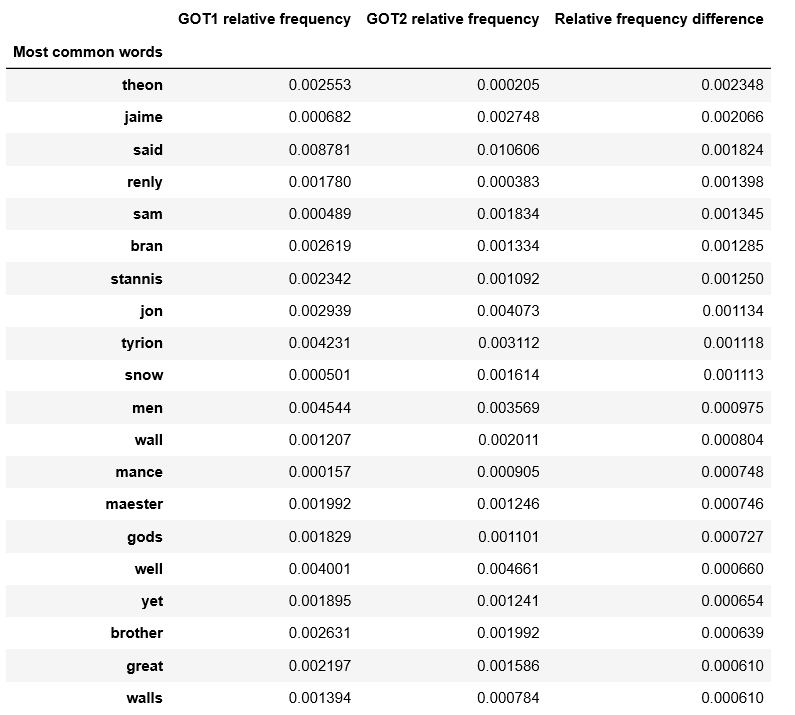 GOT1 relative frequency GOT2 relative frequency Relative frequency difference
Most common words
theon 0.002553 0.000205 0.002348
jaime 0.000682 0.002748 0.002066
said 0.008781 0.010606 0.001824
renly 0.001780 0.000383 0.001398
sam 0.000489 0.001834 0.001345
bran 0.002619 0.001334 0.001285
stannis 0.002342 0.001092 0.001250
jon 0.002939 0.004073 0.001134
tyrion 0.004231 0.003112 0.001118
snow 0.000501 0.001614 0.001113
men 0.004544 0.003569 0.000975
wall 0.001207 0.002011 0.000804
mance 0.000157 0.000905 0.000748
maester 0.001992 0.001246 0.000746
gods 0.001829 0.001101 0.000727
well 0.004001 0.004661 0.000660
yet 0.001895 0.001241 0.000654
brother 0.002631 0.001992 0.000639
great 0.002197 0.001586 0.000610
walls 0.001394 0.000784 0.000610